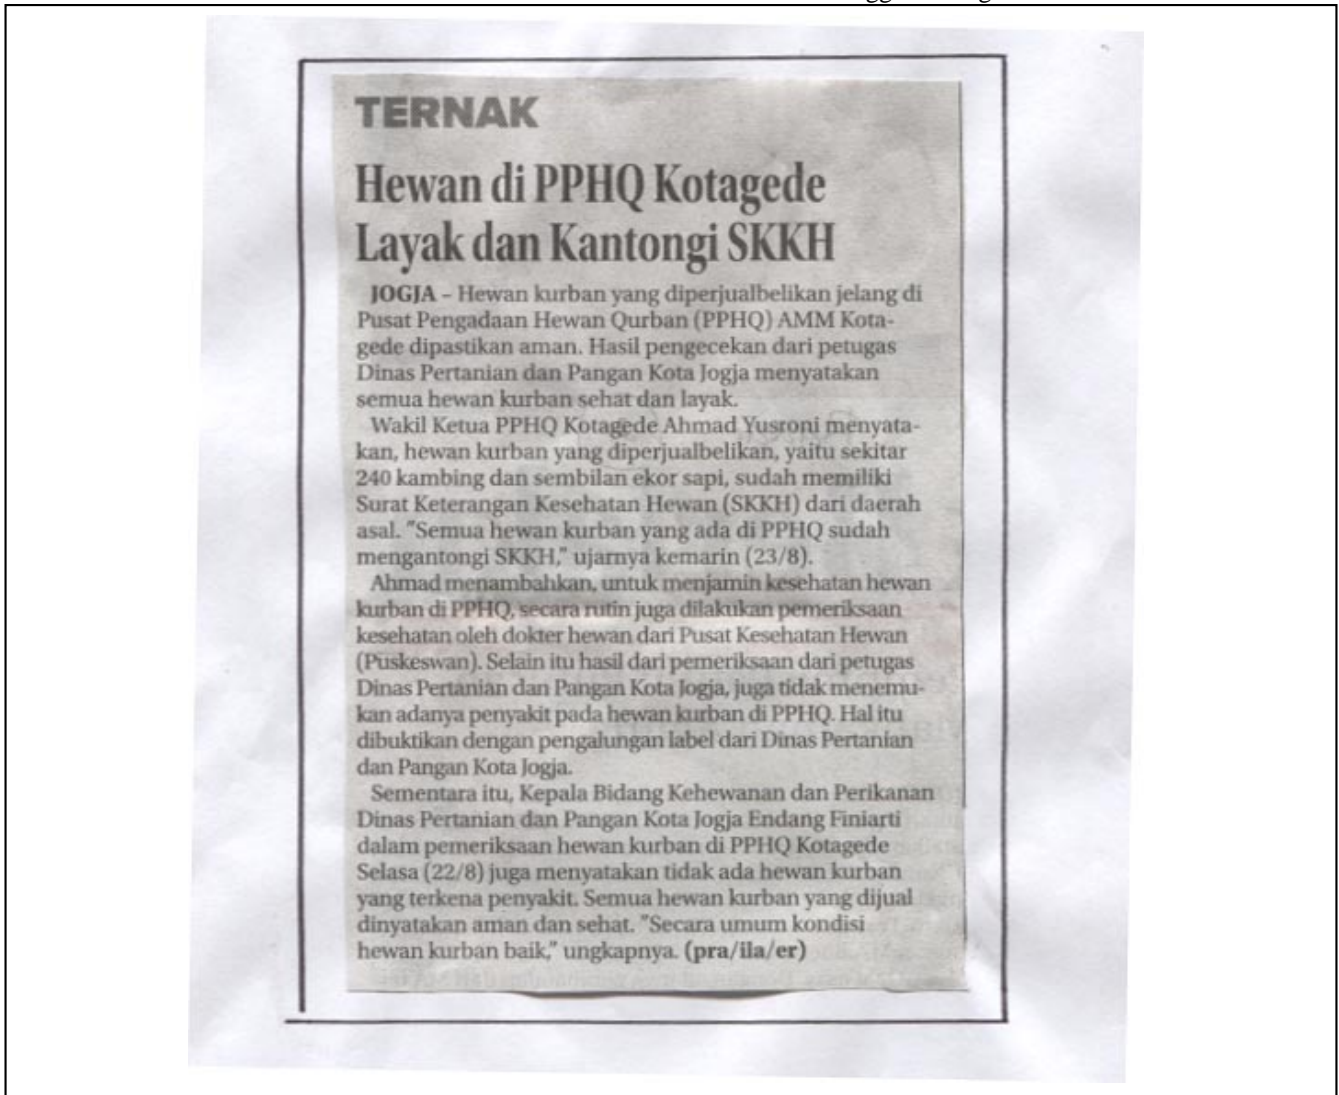 TERNAK
Hewan di PPHQ Kotagede
Layak dan Kantongi SKKH
JOGJA – Hewan kurban yang diperjualbelikan jelang di
Pusat Pengadaan Hewan Qurban (PPHQ) AMM Kota-
gede dipastikan aman. Hasil pengecekan dari petugas
Dinas Pertanian dan Pangan Kota Jogja menyatakan
semua hewan kurban sehat dan layak.
Wakil Ketua PPHQ Kotagede Ahmad Yusroni menyata-
kan, hewan kurban yang diperjualbelikan, yaitu sekitar
240 kambing dan sembilan ekor sapi, sudah memiliki
Surat Keterangan Kesehatan Hewan (SKKH) dari daerah
asal. "Semua hewan kurban yang ada di PPHQ sudah
mengantongi SKKH," ujarnya kemarin (23/8).
Ahmad menambahkan, untuk menjamin kesehatan hewan
kurban di PPHQ, secara rutin juga dilakukan pemeriksaan
kesehatan oleh dokter hewan dari Pusat Kesehatan Hewan
(Puskeswan). Selain itu hasil dari pemeriksaan dari petugas
Dinas Pertanian dan Pangan Kota Jogja, juga tidak menemu-
kan adanya penyakit pada hewan kurban di PPHQ. Hal itu
dibuktikan dengan pengalungan label dari Dinas Pertanian
dan Pangan Kota Jogja.
Sementara itu, Kepala Bidang Kehewanan dan Perikanan
Dinas Pertanian dan Pangan Kota Jogja Endang Finiarti
dalam pemeriksaan hewan kurban di PPHQ Kotagede
Selasa (22/8) juga menyatakan tidak ada hewan kurban
yang terkena penyakit. Semua hewan kurban yang dijual
dinyatakan aman dan sehat. "Secara umum kondisi
hewan kurban baik," ungkapnya. (pra/ila/er)